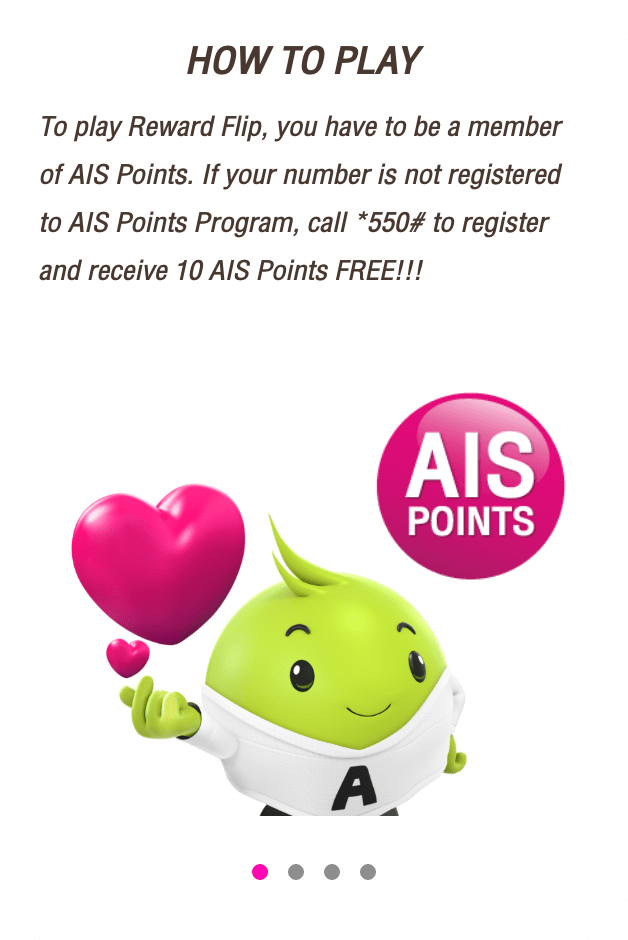 HOW TO PLAY
To play Reward Flip, you have to be a member
of AIS Points. If your number is not registered
to AIS Points Program, call *550# to register
and receive 10 AIS Points FREE!!!
AIS
POINTS
A